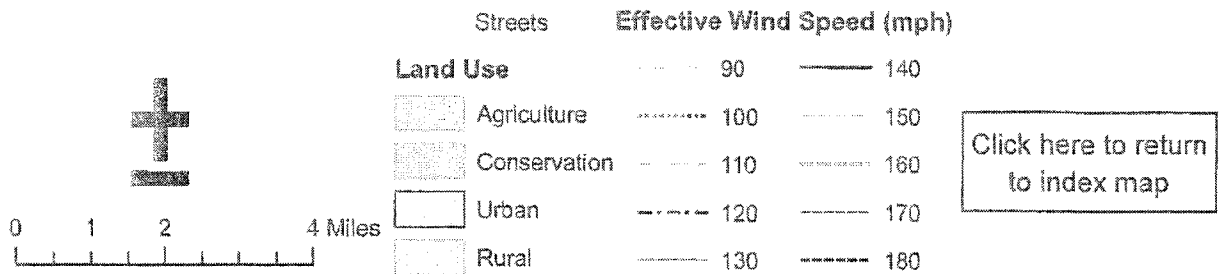 Streets
Effective Wind Speed (mph)
Land Use
90
140
Agriculture
100
150
Conservation
110
160
Urban
120
170
Rural
130
180
0 1 2 4 Miles
Click here to return
to index map